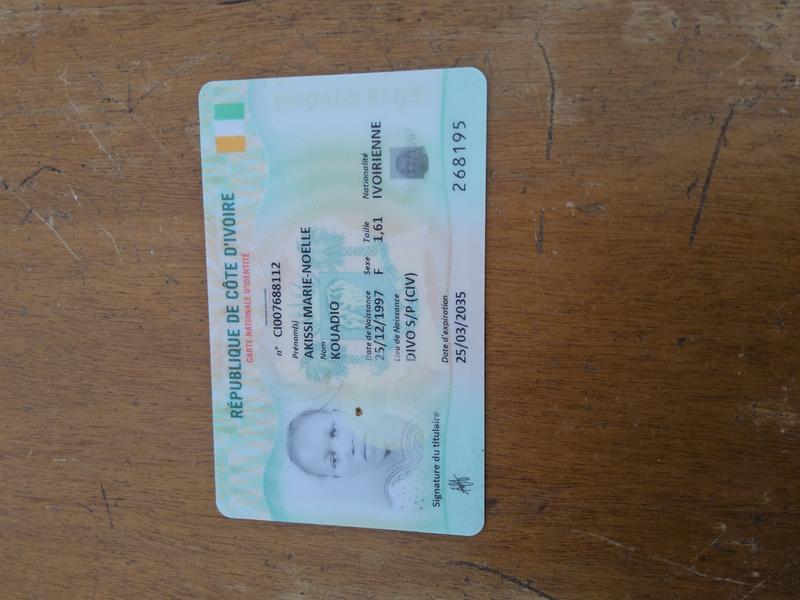 RÉPUBLIQUE DE CÔTE D'IVOIRE
CARTE NATIONALE D'IDENTITÉ
n° CI007688112
Prénom(s)
AKISSI MARIE-NOELLE
Nom
KOUADIO
Date de Naissance Sexe Taille Nationalité
25/12/1997 F 1,61 IVOIRIENNE
Lieu de Naissance
DIVO S/P (CIV)
Signature du titulaire Date d'expiration
25/03/2035 268195